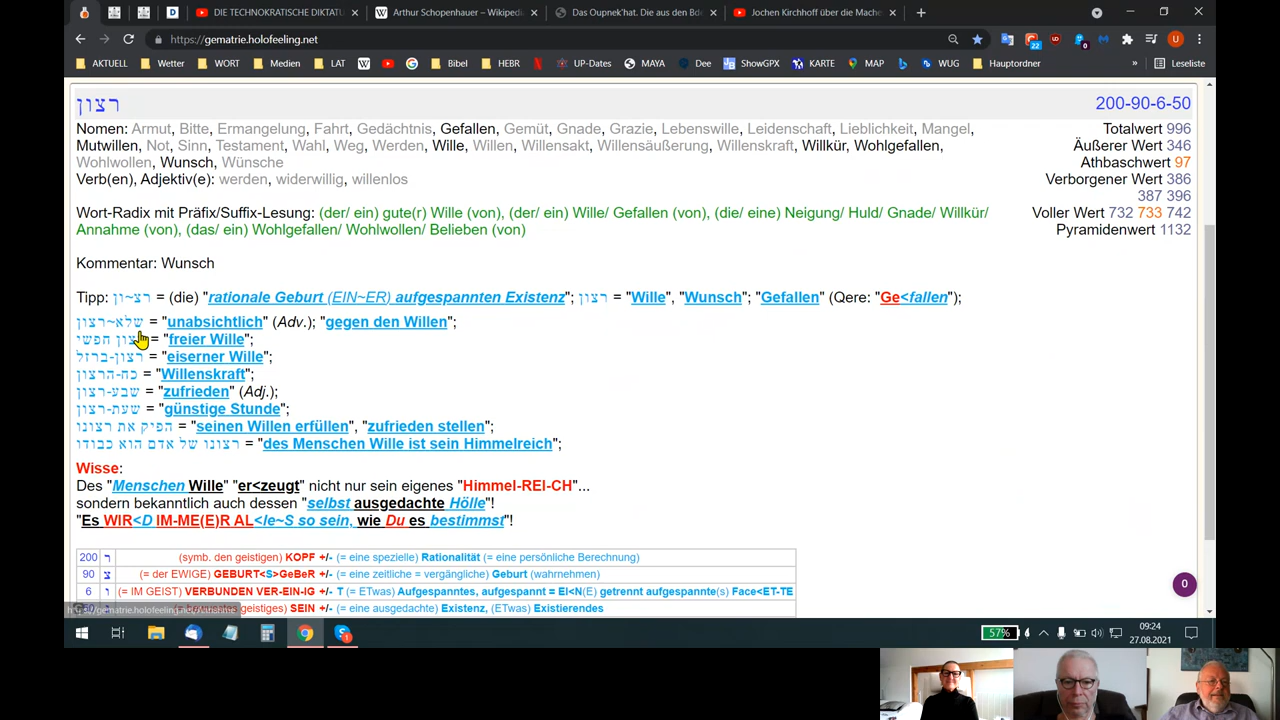 DIE TECHNOKRATISCHE DIKTATU
Arthur Schopenhauer – Wikipedi
Das Oupnek'hat. Die aus den Bde
Jochen Kirchhoff über die Mache
https://gematrie.holofeeling.net
AKTUELL Wetter WORT Medien LAT Bibel HEBR UP-Dates MAYA Dee ShowGPX KARTE MAP WUG Hauptordner » Leseliste
רצון 200-90-6-50
Nomen: Armut, Bitte, Ermangelung, Fahrt, Gedächtnis, Gefallen, Gemüt, Gnade, Grazie, Lebenswille, Leidenschaft, Lieblichkeit, Mangel, Totalwert 996
Mutwillen, Not, Sinn, Testament, Wahl, Weg, Werden, Wille, Willen, Willensakt, Willensäußerung, Willenskraft, Willkür, Wohlgefallen, Äußerer Wert 346
Wohlwollen, Wunsch, Wünsche Athbaschwert 97
Verb(en), Adjektiv(e): werden, widerwillig, willenlos Verborgener Wert 386
387 396
Wort-Radix mit Präfix/Suffix-Lesung: (der/ ein) gute(r) Wille (von), (der/ ein) Wille/ Gefallen (von), (die/ eine) Neigung/ Huld/ Gnade/ Willkür/ Voller Wert 732 733 742
Annahme (von), (das/ ein) Wohlgefallen/ Wohlwollen/ Belieben (von) Pyramidenwert 1132
Kommentar: Wunsch
Tipp: רצ~ון = (die) "rationale Geburt (EIN~ER) aufgespannten Existenz"; רצון = "Wille", "Wunsch"; "Gefallen" (Qere: "Ge<fallen);
שלא~רצון = "unabsichtlich" (Adv.); "gegen den Willen";
צון חפשי = "freier Wille";
רצון-ברזל = "eiserner Wille";
כח-הרצון = "Willenskraft";
שבע-רצון = "zufrieden" (Adj.);
שעת-רצון = "günstige Stunde";
הפיק את רצונו = "seinen Willen erfüllen", "zufrieden stellen";
רצונו של אדם הוא כבודו = "des Menschen Wille ist sein Himmelreich";
Wisse:
Des "Menschen Wille" "er<zeugt" nicht nur sein eigenes "Himmel-REI-CH"...
sondern bekanntlich auch dessen "selbst ausgedachte Hölle"!
"Es WIR<D IM-ME(E)R AL<le~S so sein, wie Du es bestimmst"!
200 ר (symb. den geistigen) KOPF +/- (= eine spezielle) Rationalität (= eine persönliche Berechnung)
90 צ (= der EWIGE) GEBURT<S>GeBeR +/- (= eine zeitliche = vergängliche) Geburt (wahrnehmen)
6 ו (= IM GEIST) VERBUNDEN VER-EIN-IG +/- T (= ETwas) Aufgespanntes, aufgespannt = EI<N(E) getrennt aufgespannte(s) Face<ET-TE
geistiges) SEIN +/- (= eine ausgedachte) Existenz, (ETwas) Existierendes
0
57%
09:24
27.08.2021